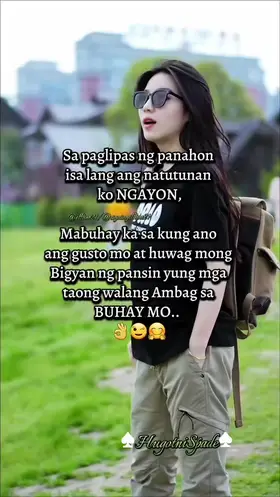 Sa paglipas ng panahon
isa lang ang natutunan
ko NGAYON,
Mabuhay ka sa kung ano
ang gusto mo at huwag mong
Bigyan ng pansin yung mga
taong walang Ambag sa
BUHAY MO..
👌😉🤗
♠HugotniSpade♠